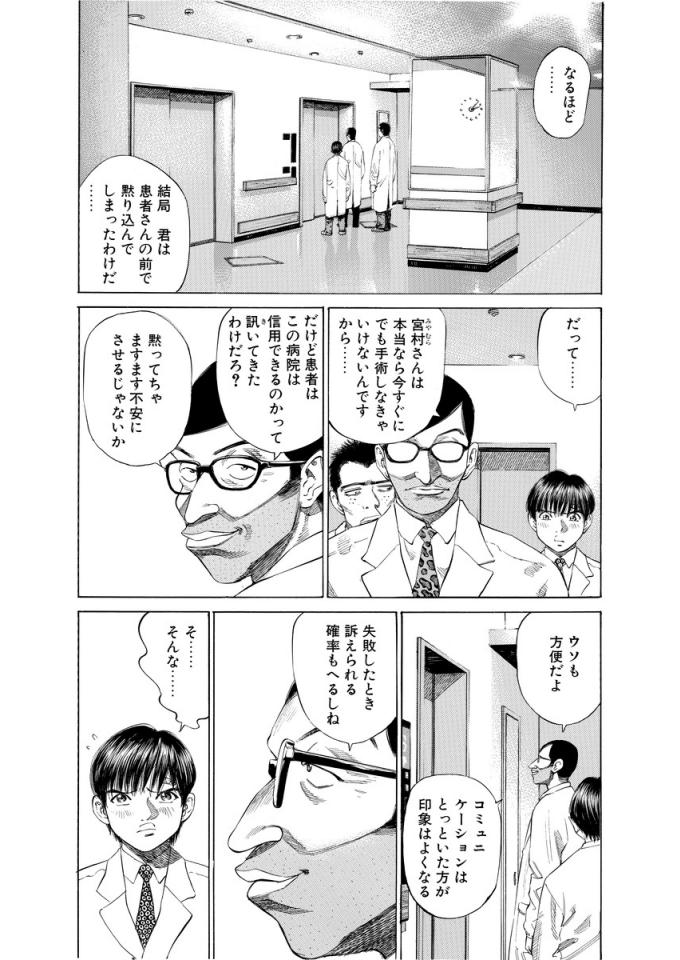 なるほど
……
結局　君は
患者さんの前で
黙り込んで
しまったわけだ
……
だって……
宮村さんは
みやむら
本当なら今すぐに
でも手術しなきゃ
いけないんです
から……
だけど患者は
この病院は
信用できるのかって
訊いてきた
き
わけだろ？
黙ってちゃ
ますます不安に
させるじゃないか
ウソも
方便だよ
コミュニ
ケーションは
とっといた方が
印象はよくなる
失敗したとき
訴えられる
確率もへるしね
そ……
そんな……